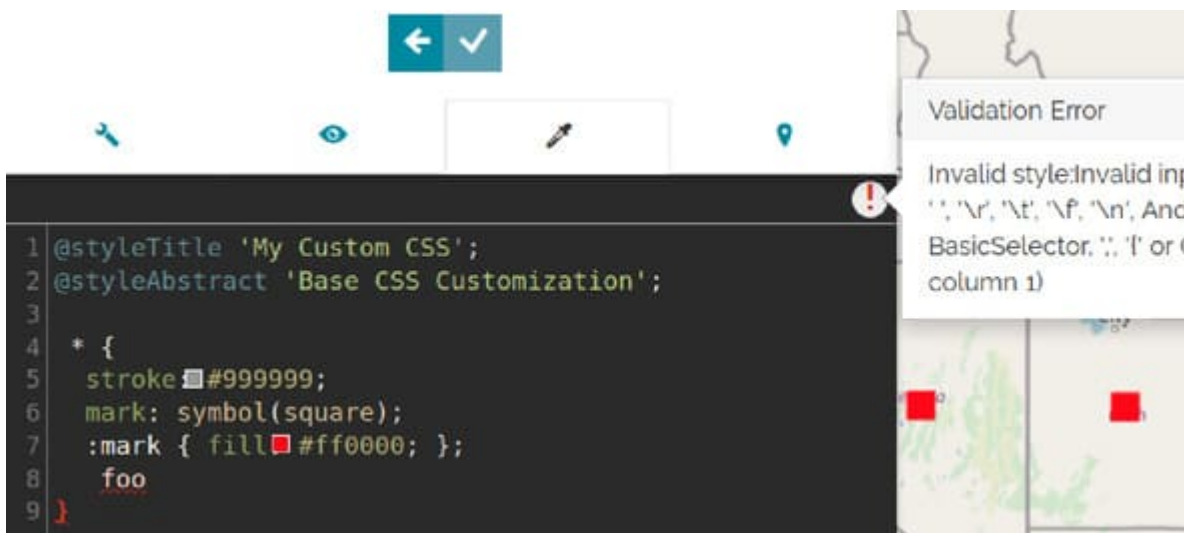 Validation Error
Invalid style:Invalid inp
' ', '\r', '\t', '\f', '\n', And
BasicSelector, ',', '{' or
column 1)
1 @styleTitle 'My Custom CSS';
2 @styleAbstract 'Base CSS Customization';
3
4 * {
5 stroke: #999999;
6 mark: symbol(square);
7 :mark { fill: #ff0000; };
8 foo
9 }
City